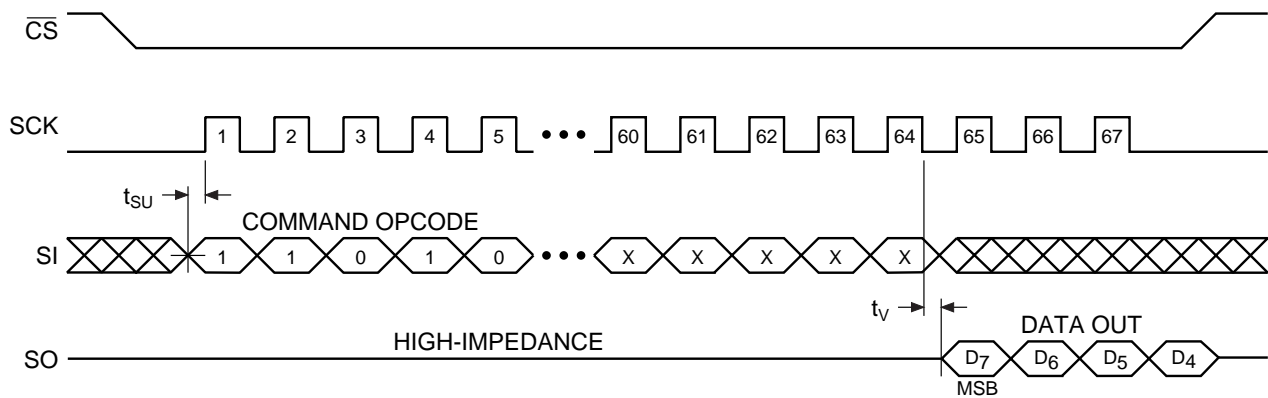 CS
SCK 1 2 3 4 5 ••• 60 61 62 63 64 65 66 67
tSU
COMMAND OPCODE
SI 1 1 0 1 0 ••• X X X X X
tV
HIGH-IMPEDANCE DATA OUT
SO D7 D6 D5 D4
MSB